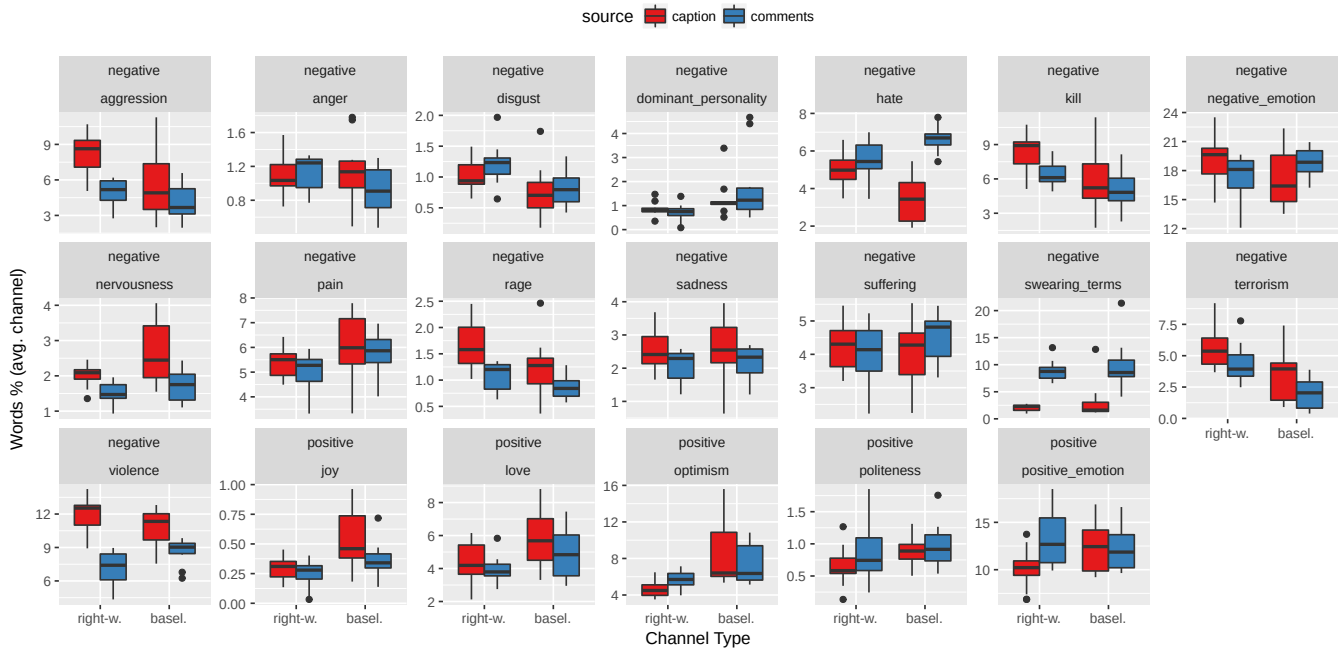 source caption comments
negative negative negative negative negative negative negative
aggression anger disgust dominant_personality hate kill negative_emotion
9 6 3
1.6 1.2 0.8
2.0 1.5 1.0 0.5
4 3 2 1 0
8 6 4 2
9 6 3
24 21 18 15 12
negative negative negative negative negative negative negative
nervousness pain rage sadness suffering swearing_terms terrorism
4 3 2 1
8 7 6 5 4
2.5 2.0 1.5 1.0 0.5
4 3 2 1
5 4 3
20 15 10 5 0
7.5 5.0 2.5 0.0
right-w. basel.
negative positive positive positive positive positive
violence joy love optimism politeness positive_emotion
12 9 6
1.00 0.75 0.50 0.25 0.00
8 6 4 2
16 12 8 4
1.5 1.0 0.5
15 10
right-w. basel. right-w. basel. right-w. basel. right-w. basel. right-w. basel. right-w. basel.
Channel Type
Words % (avg. channel)